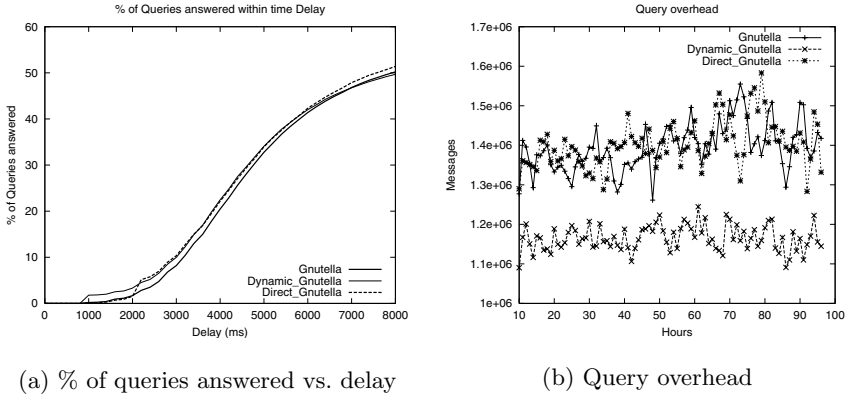 % of Queries answered within time Delay
% of Queries answered
60
50
40
30
20
10
0
Gnutella
Dynamic_Gnutella
Direct_Gnutella
0 1000 2000 3000 4000 5000 6000 7000 8000
Delay (ms)
(a) % of queries answered vs. delay
Query overhead
Messages
1.7e+06
1.6e+06
1.5e+06
1.4e+06
1.3e+06
1.2e+06
1.1e+06
1e+06
Gnutella
Dynamic_Gnutella
Direct_Gnutella
10 20 30 40 50 60 70 80 90 100
Hours
(b) Query overhead